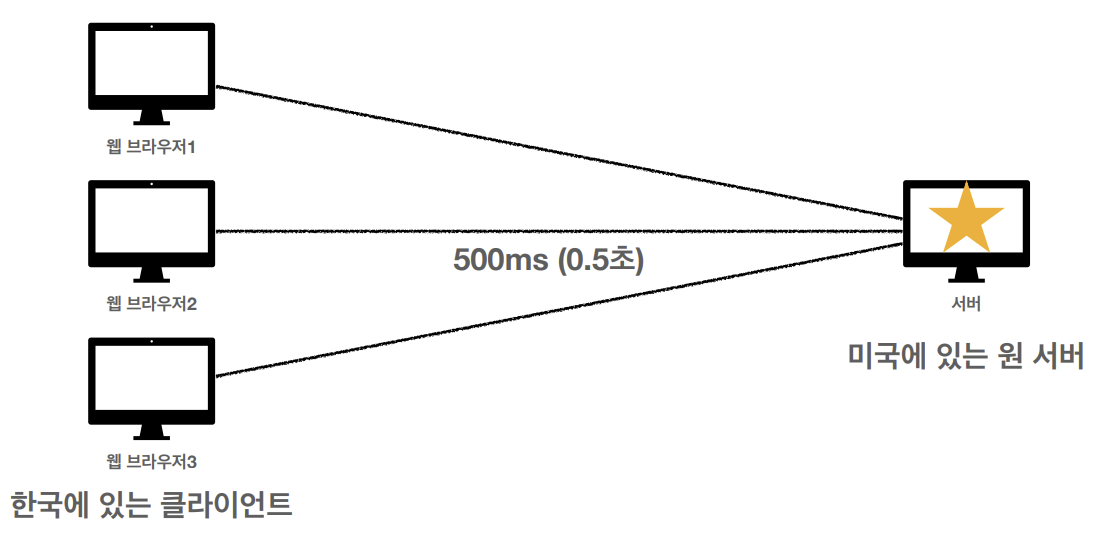 웹 브라우저1
웹 브라우저2
500ms (0.5초)
서버
미국에 있는 원 서버
웹 브라우저3
한국에 있는 클라이언트